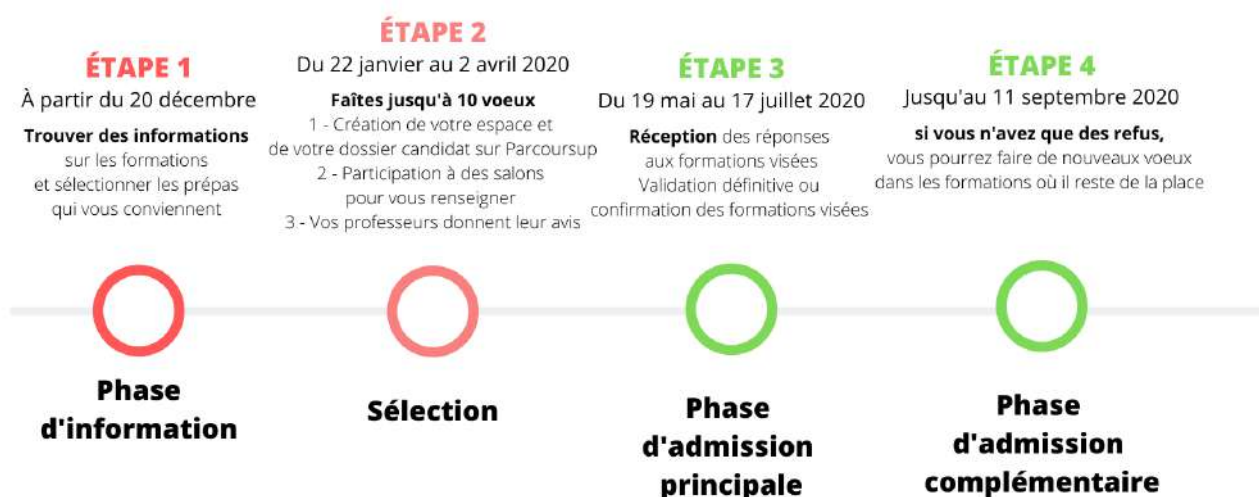 ÉTAPE 1
À partir du 20 décembre
Trouver des informations
sur les formations
et sélectionner les prépas
qui vous conviennent
Phase
d'information
ÉTAPE 2
Du 22 janvier au 2 avril 2020
Faîtes jusqu'à 10 voeux
1 - Création de votre espace et
de votre dossier candidat sur Parcoursup
2 - Participation à des salons
pour vous renseigner
3 - Vos professeurs donnent leur avis
Sélection
ÉTAPE 3
Du 19 mai au 17 juillet 2020
Réception des réponses
aux formations visées
Validation définitive ou
confirmation des formations visées
Phase
d'admission
principale
ÉTAPE 4
Jusqu'au 11 septembre 2020
si vous n'avez que des refus,
vous pourrez faire de nouveaux voeux
dans les formations où il reste de la place
Phase
d'admission
complémentaire